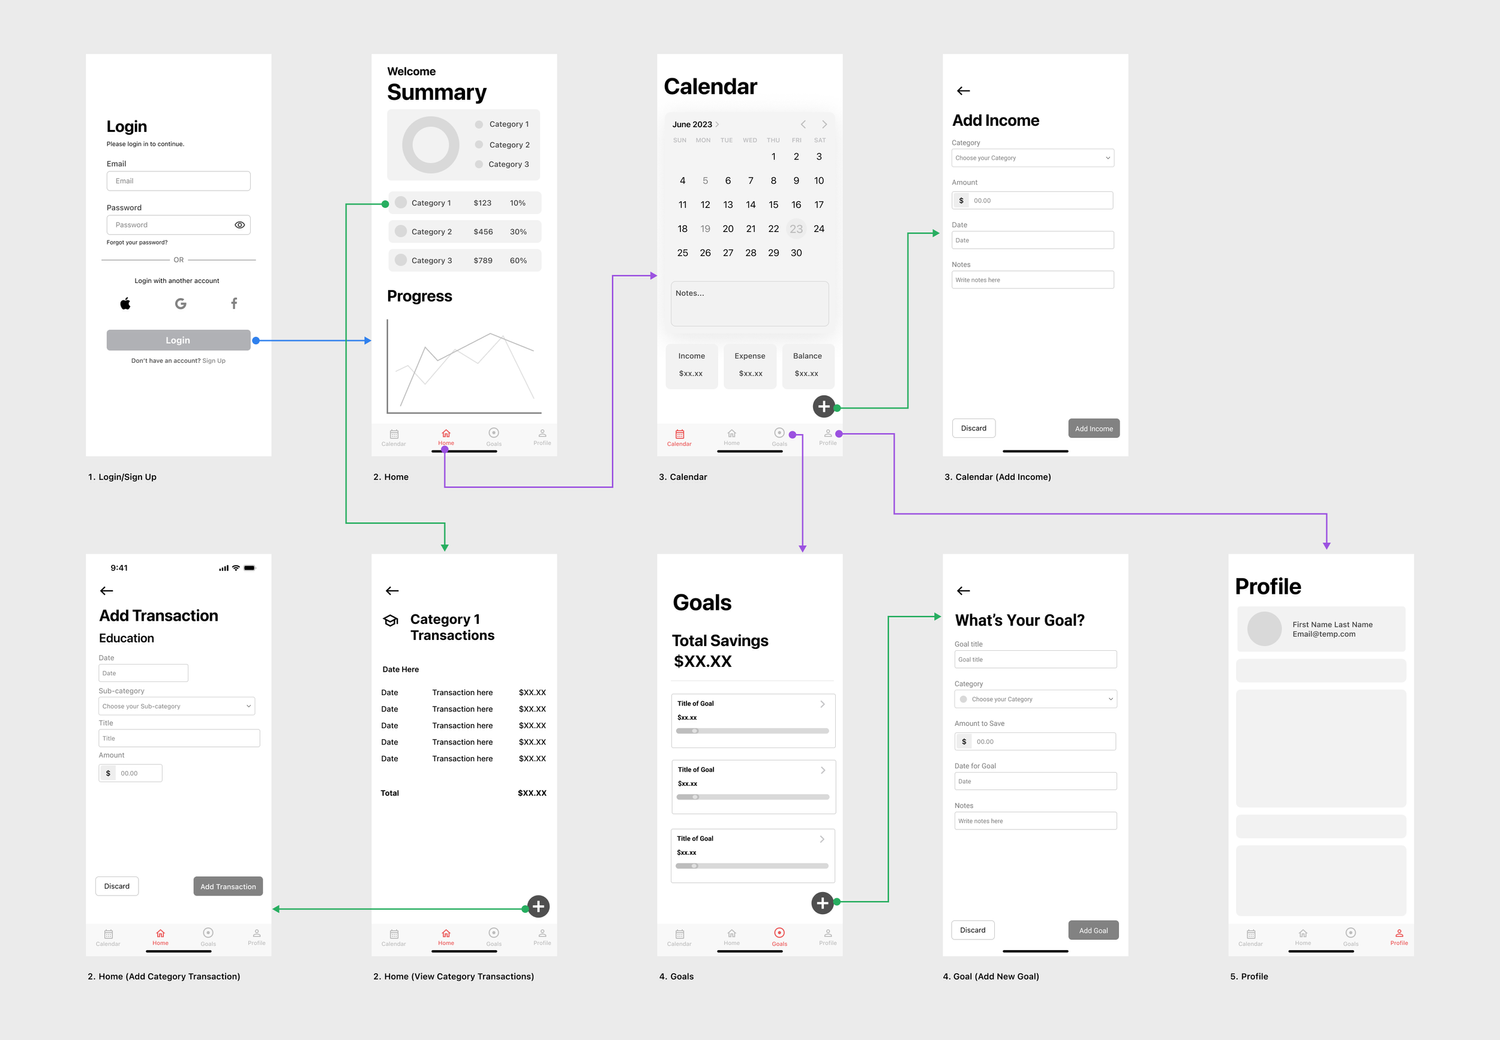 Login
Please login in to continue.
Email
Email
Password
Password
Forgot your password?
OR
Login with another account
Login
Don't have an account? Sign Up
1. Login/Sign Up
Welcome
Summary
Category 1
Category 2
Category 3
Category 1 $123 10%
Category 2 $456 30%
Category 3 $789 60%
Progress
Calendar Home Goals Profile
2. Home
Calendar
June 2023
SUN MON TUE WED THU FRI SAT
1 2 3
4 5 6 7 8 9 10
11 12 13 14 15 16 17
18 19 20 21 22 23 24
25 26 27 28 29 30
Notes...
Income Expense Balance
$xx.xx $xx.xx $xx.xx
Calendar Home Goals Profile
3. Calendar
Add Income
Category
Choose your Category
Amount
$ 00.00
Date
Date
Notes
Write notes here
Discard Add Income
3. Calendar (Add Income)
9:41
Add Transaction
Education
Date
Date
Sub-category
Choose your Sub-category
Title
Title
Amount
$ 00.00
Discard Add Transaction
Calendar Home Goals Profile
2. Home (Add Category Transaction)
Category 1
Transactions
Date Here
Date Transaction here $XX.XX
Date Transaction here $XX.XX
Date Transaction here $XX.XX
Date Transaction here $XX.XX
Date Transaction here $XX.XX
Total $XX.XX
Calendar Home Goals Profile
2. Home (View Category Transactions)
Goals
Total Savings
$XX.XX
Title of Goal
$xx.xx
Title of Goal
$xx.xx
Title of Goal
$xx.xx
Calendar Home Goals Profile
4. Goals
What's Your Goal?
Goal title
Goal title
Category
Choose your Category
Amount to Save
$ 00.00
Date for Goal
Date
Notes
Write notes here
Discard Add Goal
4. Goal (Add New Goal)
Profile
First Name Last Name
Email@temp.com
Calendar Home Goals Profile
5. Profile